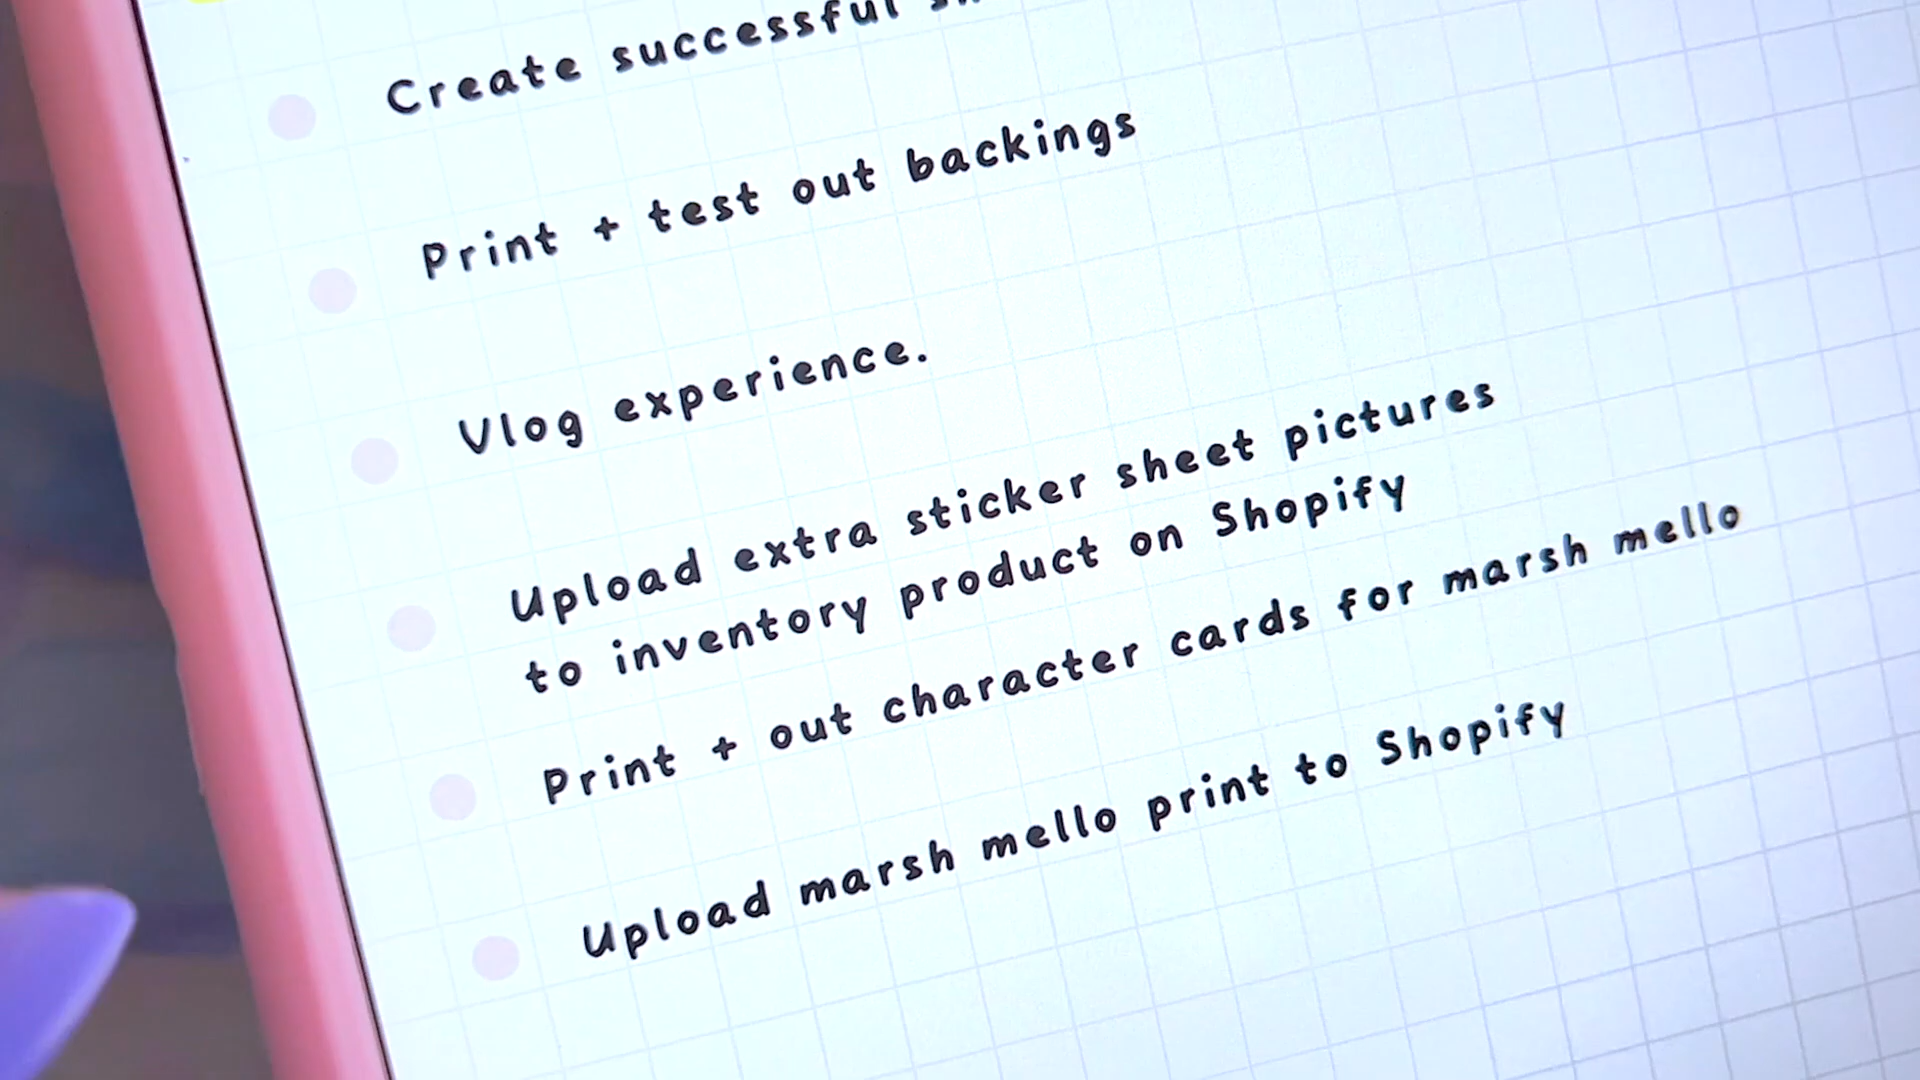 Create successful
Print + test out backings
Vlog experience.
Upload extra sticker sheet pictures
to inventory product on Shopify
Print + out character cards for marsh mello
Upload marsh mello print to Shopify